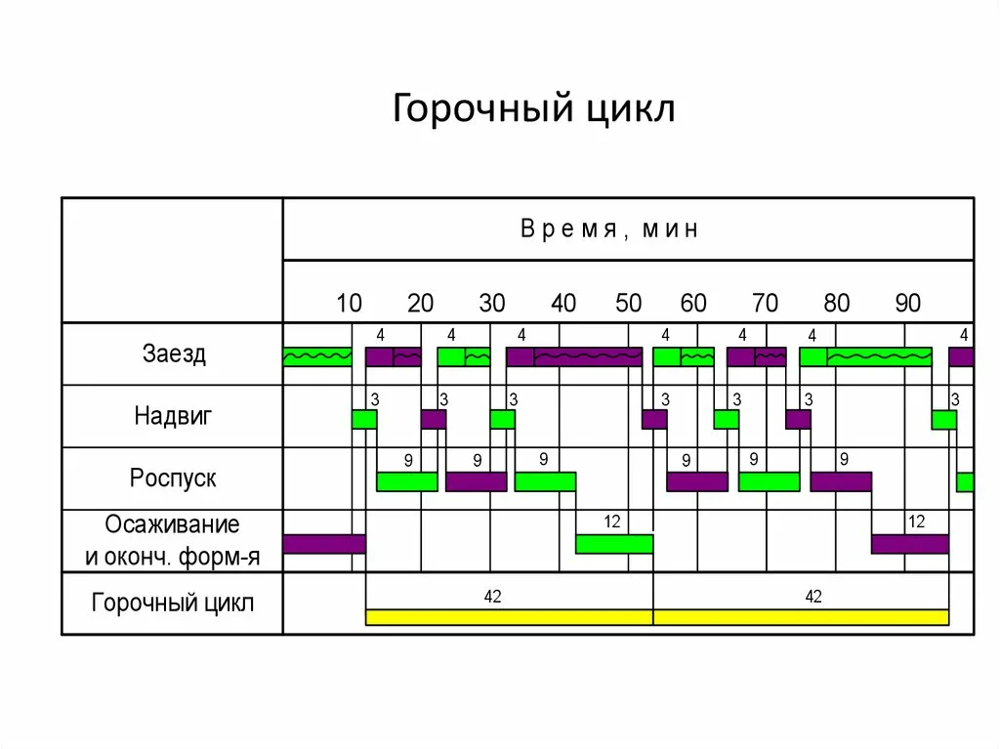 Горочный цикл
Время, мин
10 20 30 40 50 60 70 80 90
Заезд
4 4 4 4 4 4 4
Надвиг
3 3 3 3 3 3 3
Роспуск
9 9 9 9 9 9
Осаживание
и оконч. форм-я
12 12
Горочный цикл
42 42